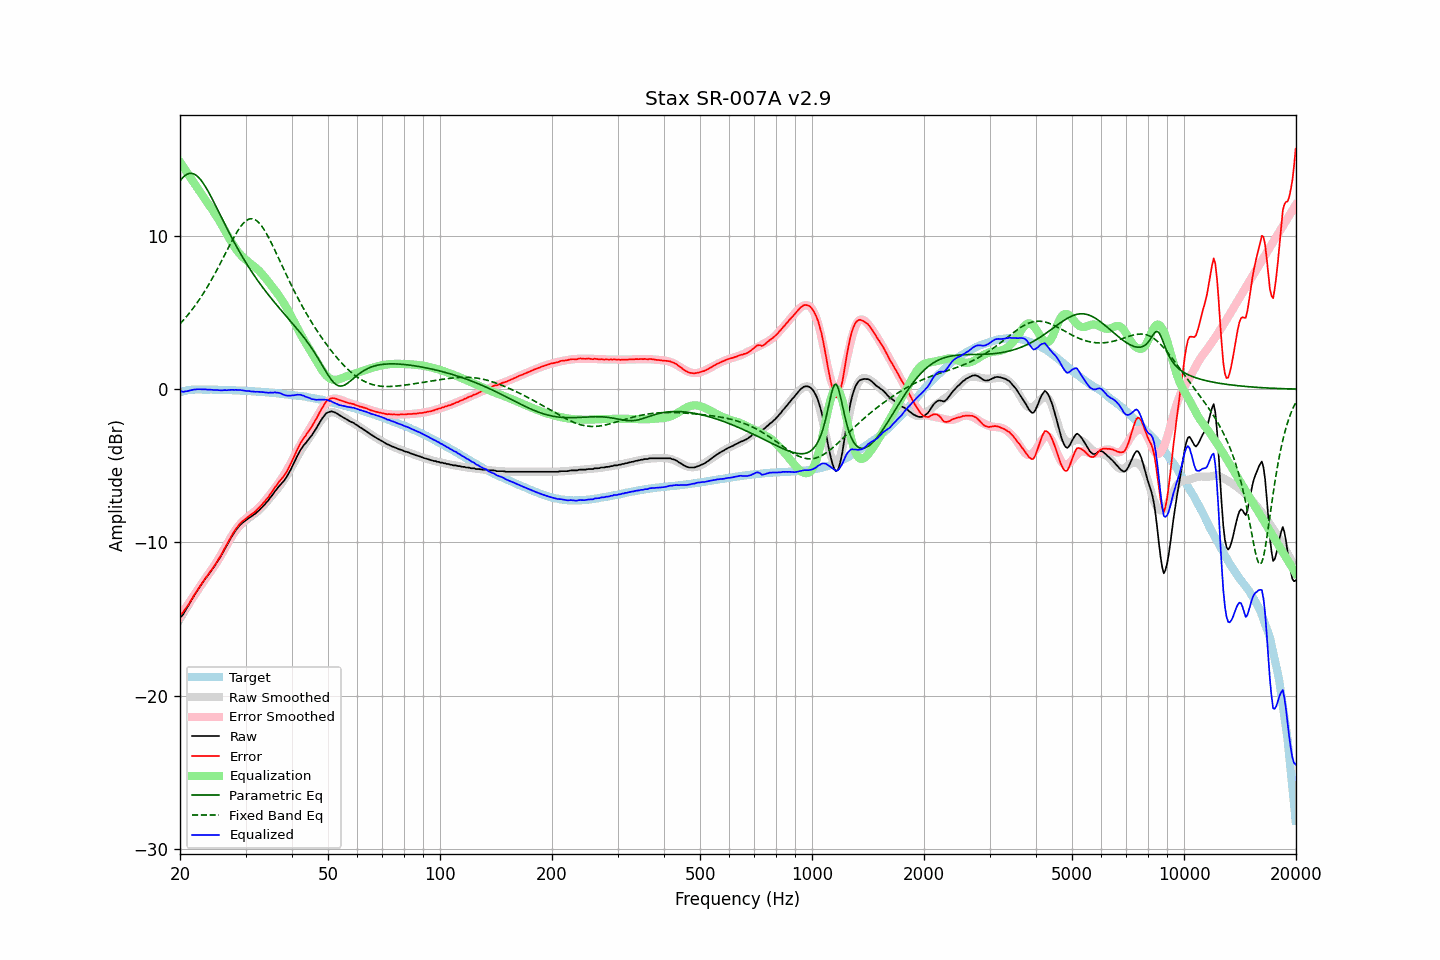 Stax SR-007A v2.9
Amplitude (dBr)
10
0
−10
−20
−30
Target
Raw Smoothed
Error Smoothed
Raw
Error
Equalization
Parametric Eq
Fixed Band Eq
Equalized
20 50 100 200 500 1000 2000 5000 10000 20000
Frequency (Hz)